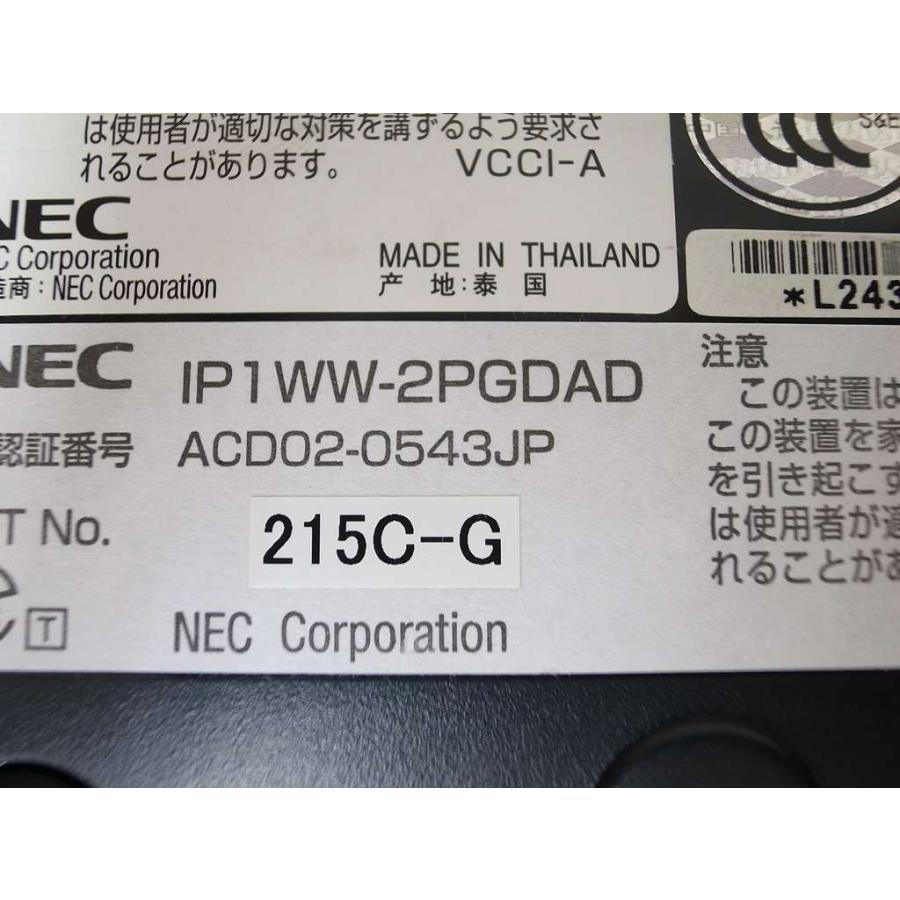 は使用者が適切な対策を講ずるよう要求さ
れることがあります。 VCCI-A
NEC
C Corporation
造商：NEC Corporation
MADE IN THAILAND
产 地:泰 国
S&E
*L243
NEC
IP1WW-2PGDAD
認証番号 ACD02-0543JP
T No. 215C-G
T
NEC Corporation
注意
この装置は
この装置を家
を引き起こす
は使用者が適
れることがあ